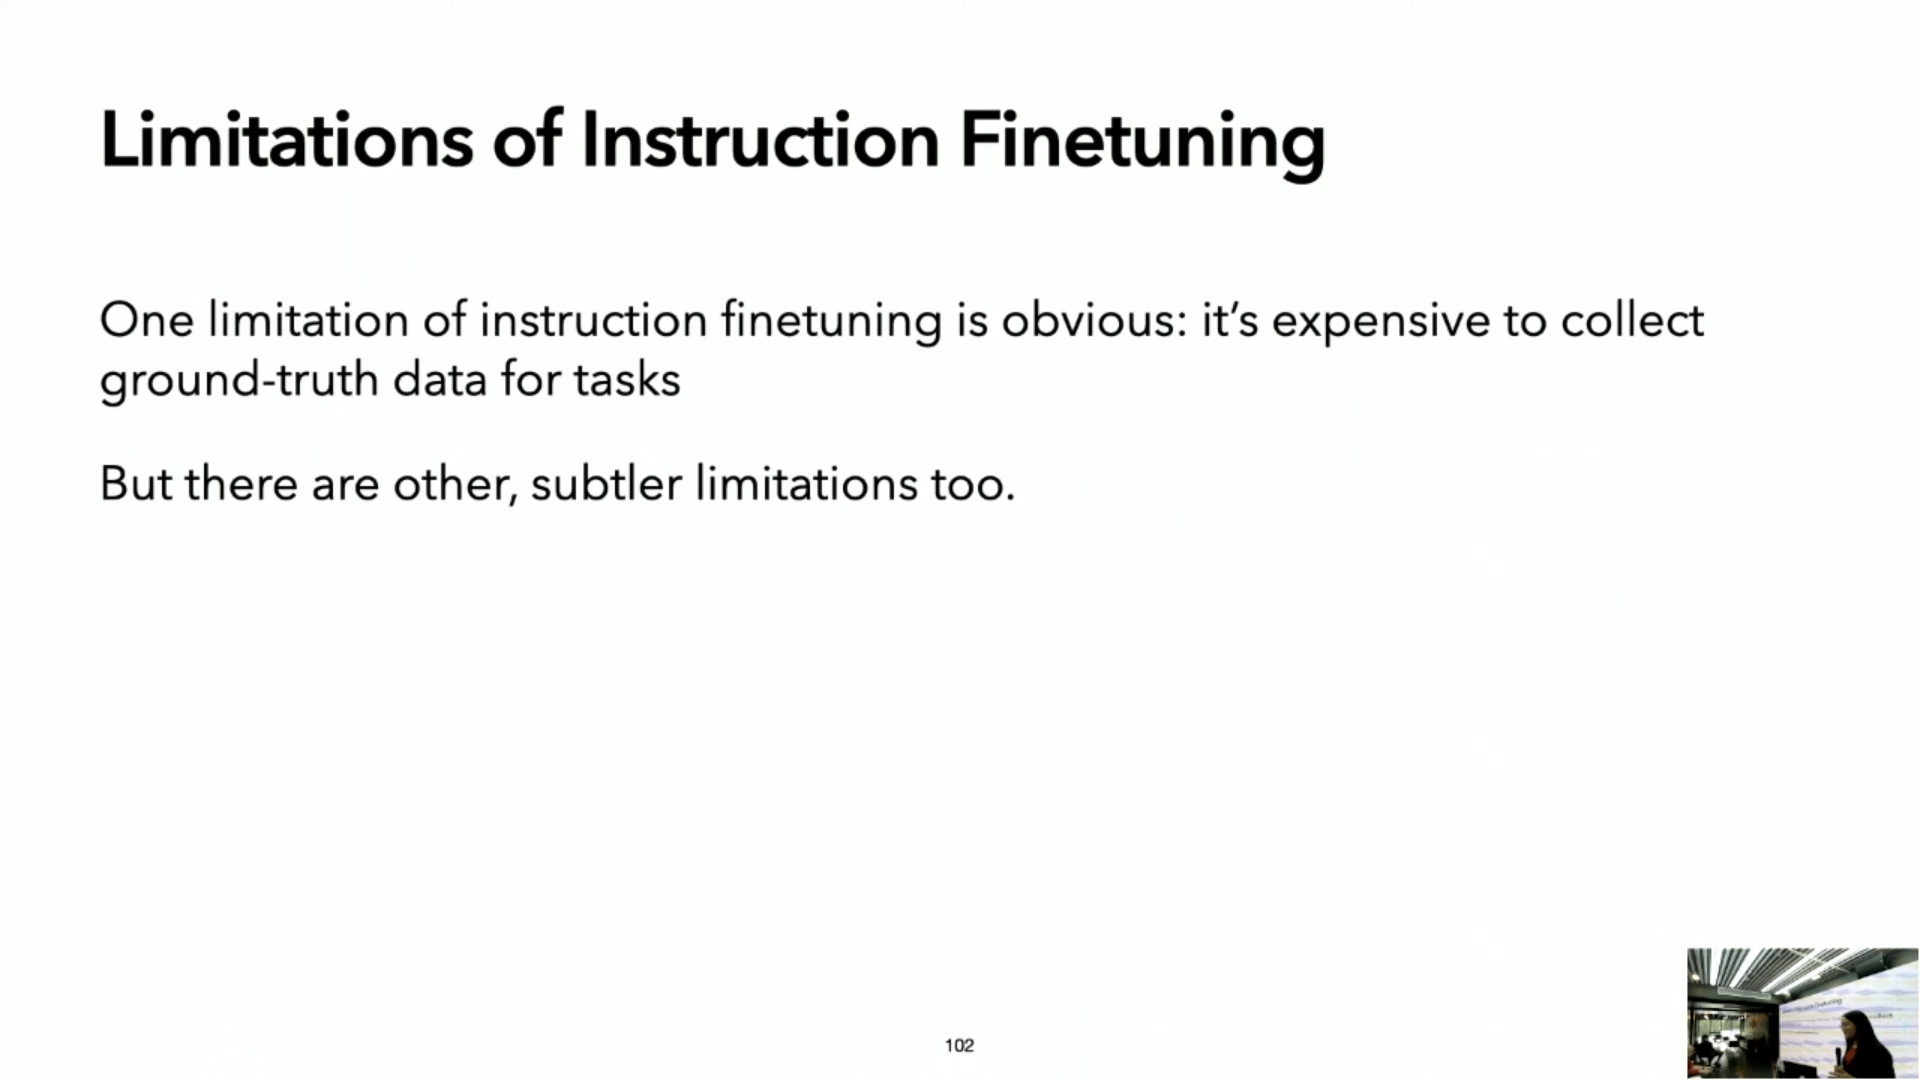 Limitations of Instruction Finetuning
One limitation of instruction finetuning is obvious: it’s expensive to collect
ground-truth data for tasks
But there are other, subtler limitations too.
102